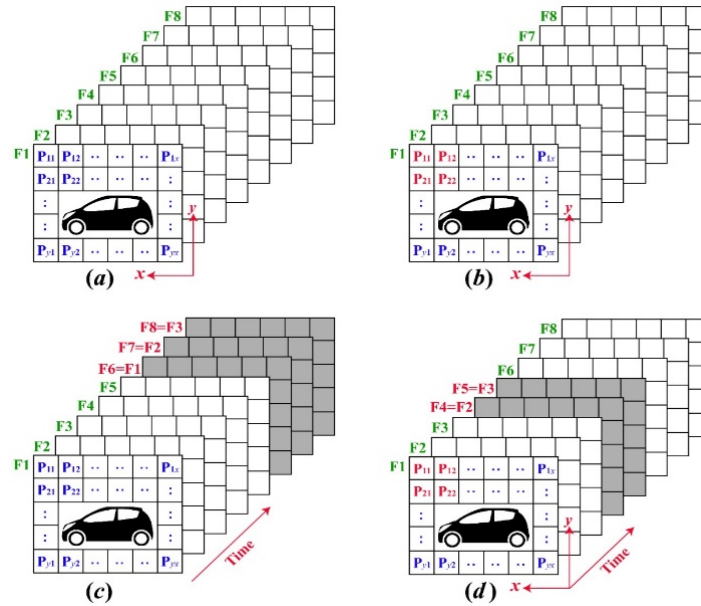 F8
F7
F6
F5
F4
F3
F2
F1
P11 P12 ·· ·· ·· P1x
P21 P22 ·· ·· ·· :
: :
: :
Py1 Py2 ·· ·· ·· Pyx
y
x
(a)
F8
F7
F6
F5
F4
F3
F2
F1
P11 P12 ·· ·· ·· P1x
P21 P22 ·· ·· ·· :
: :
: :
Py1 Py2 ·· ·· ·· Pyx
y
x
(b)
F8=F3
F7=F2
F6=F1
F5
F4
F3
F2
F1
P11 P12 ·· ·· ·· P1x
P21 P22 ·· ·· ·· :
: :
: :
Py1 Py2 ·· ·· ·· Pyx
Time
(c)
F8
F7
F6
F5=F3
F4=F2
F3
F2
F1
P11 P12 ·· ·· ·· P1x
P21 P22 ·· ·· ·· :
: :
: :
Py1 Py2 ·· ·· ·· Pyx
y
x
Time
(d)